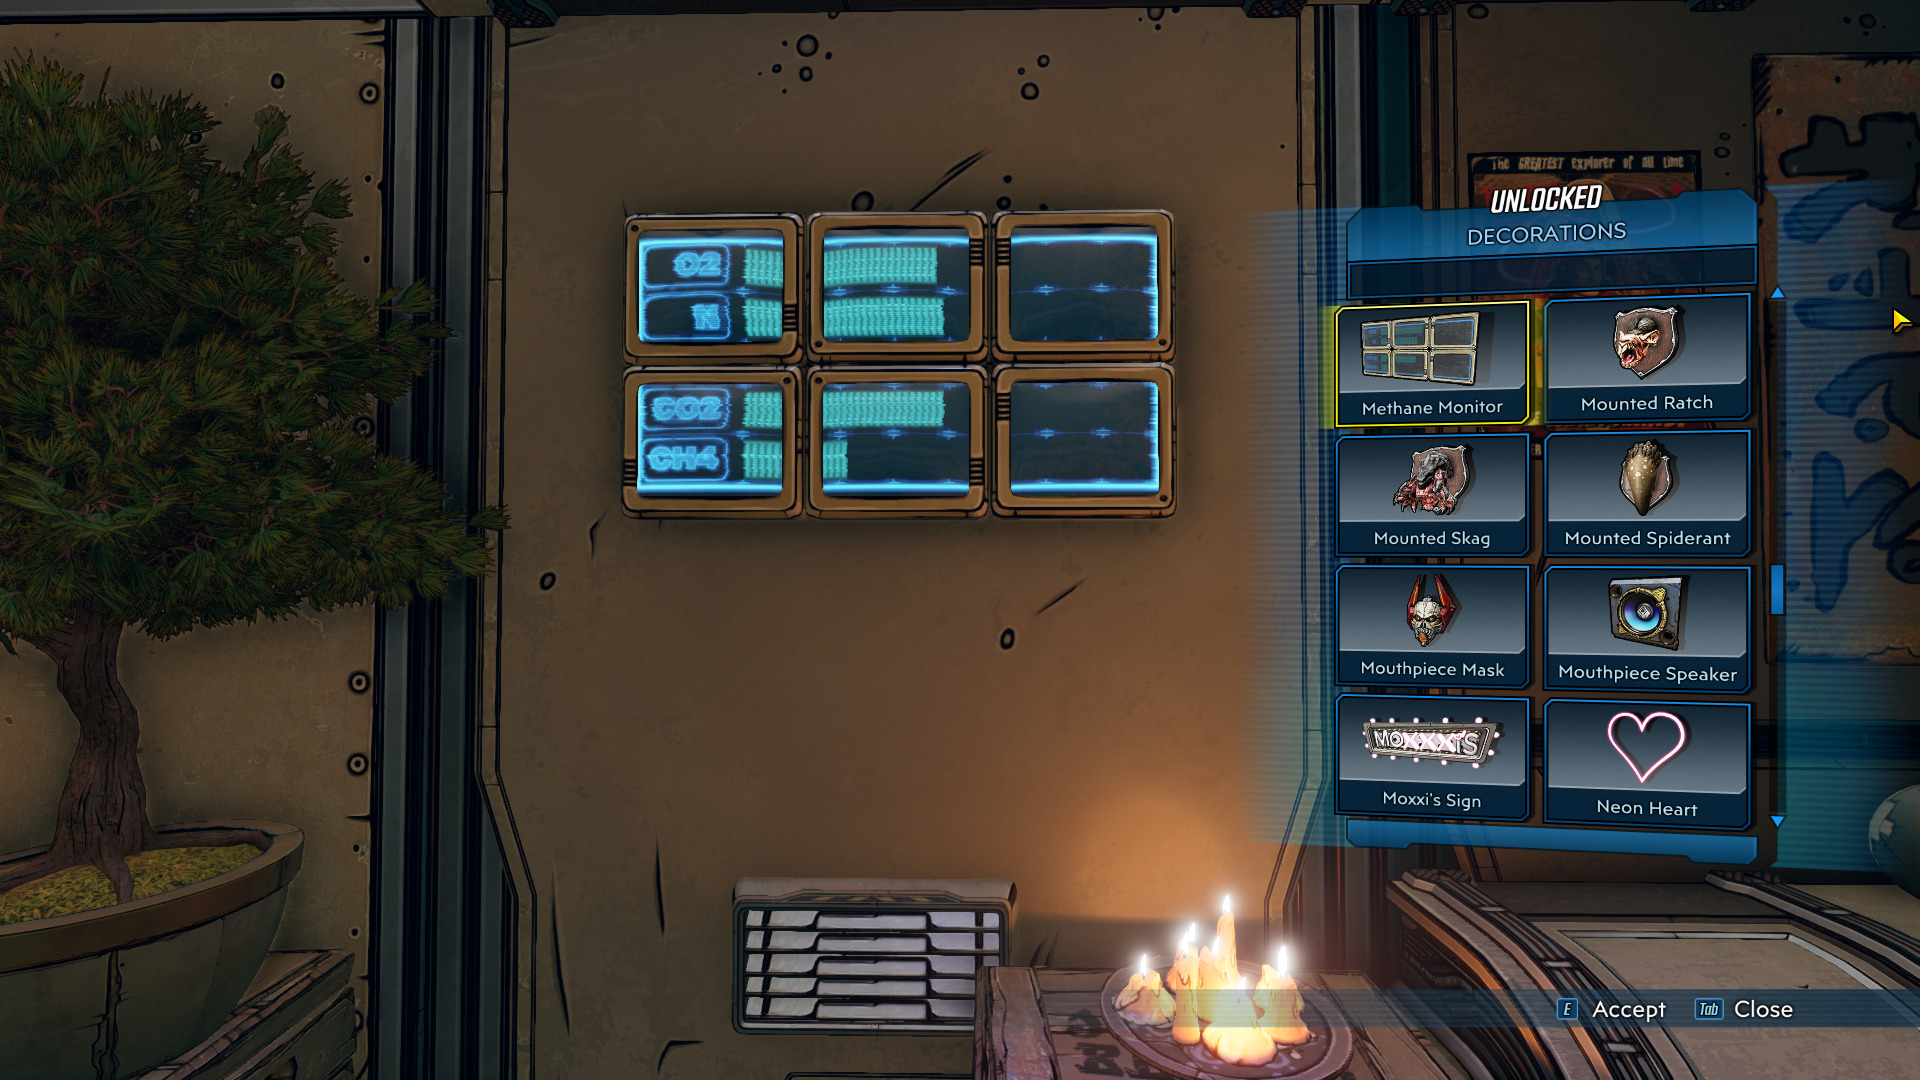 The GREATEST explorer of all time
UNLOCKED
DECORATIONS
O2
N
CO2
CH4
Methane Monitor
Mounted Ratch
Mounted Skag
Mounted Spiderant
Mouthpiece Mask
Mouthpiece Speaker
MOXXXI'S
Moxxi's Sign
Neon Heart
E Accept
Tab Close